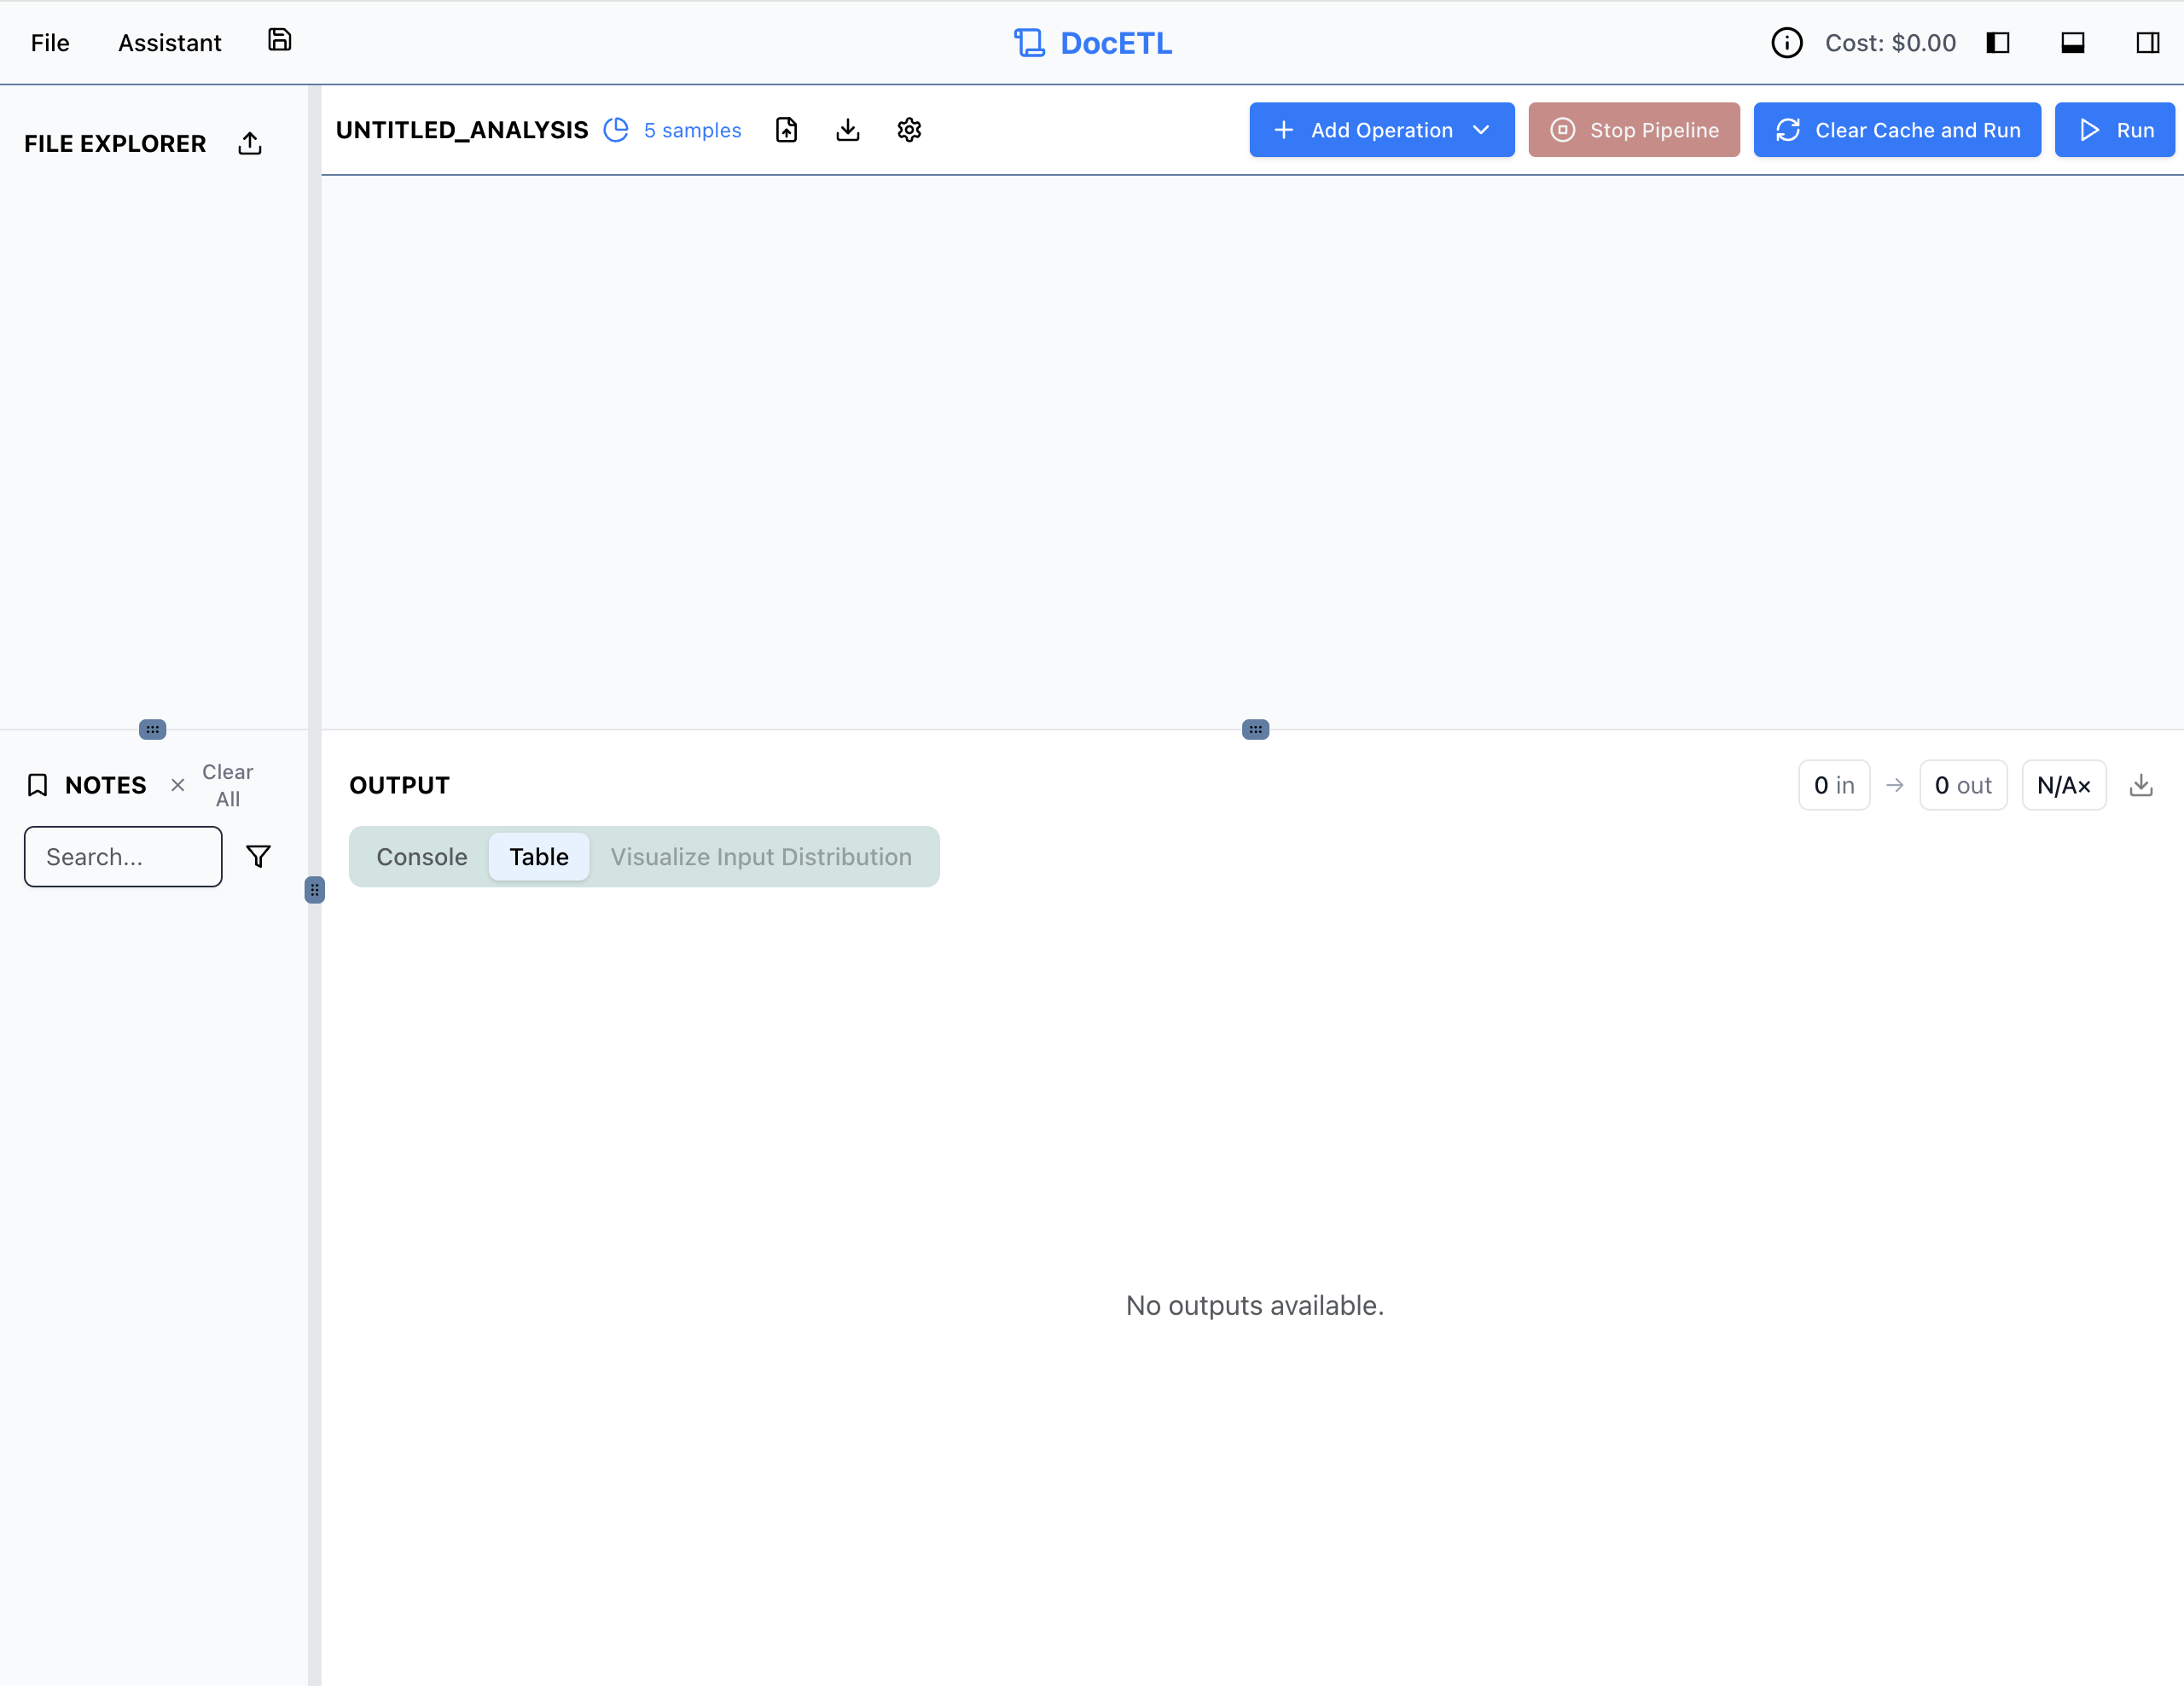 File Assistant DocETL Cost: $0.00
FILE EXPLORER
UNTITLED_ANALYSIS 5 samples Add Operation Stop Pipeline Clear Cache and Run Run
NOTES Clear
All
Search...
OUTPUT 0 in → 0 out N/A×
Console Table Visualize Input Distribution
No outputs available.